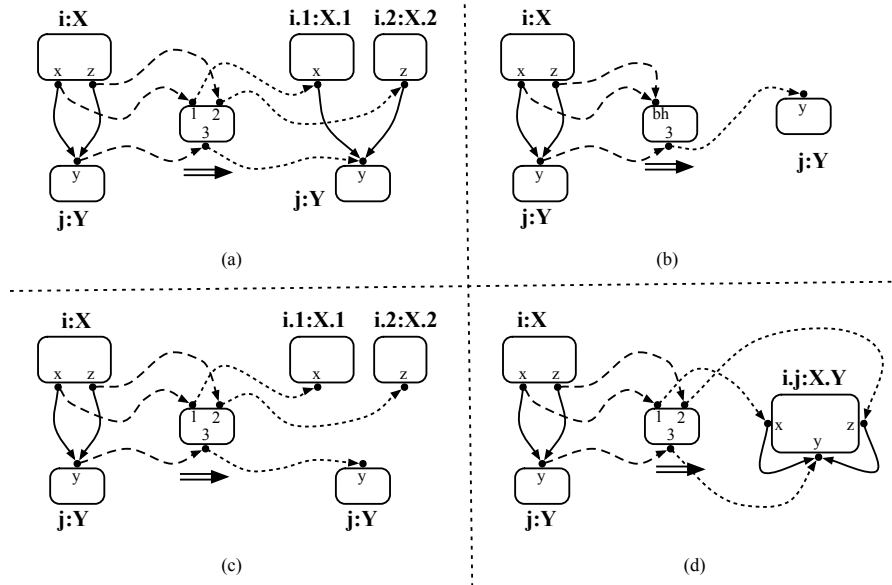 i:X i.1:X.1 i.2:X.2
x z x z
1 2
3
y y
j:Y j:Y
(a)
i:X
x z
bh
3
y
y
j:Y
j:Y
(b)
i:X i.1:X.1 i.2:X.2
x z x z
1 2
3
y y
j:Y j:Y
(c)
i:X
i.j:X.Y
x z
1 2
x z
y
3
y
j:Y
(d)